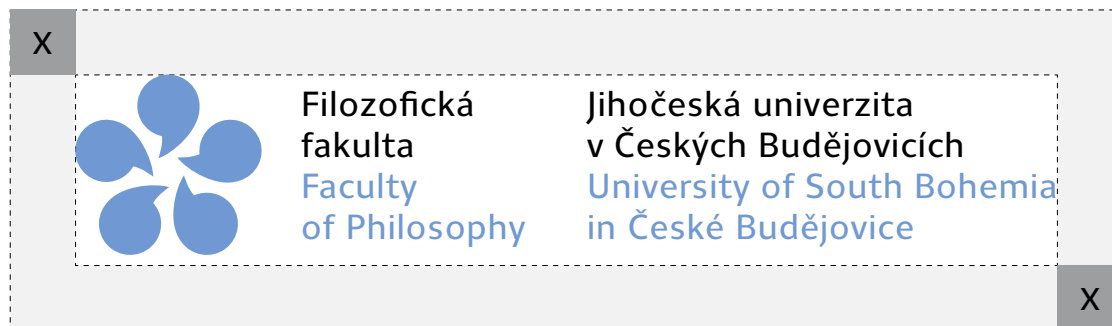 X
Filozofická
fakulta
Faculty
of Philosophy
Jihočeská univerzita
v Českých Budějovicích
University of South Bohemia
in České Budějovice
X